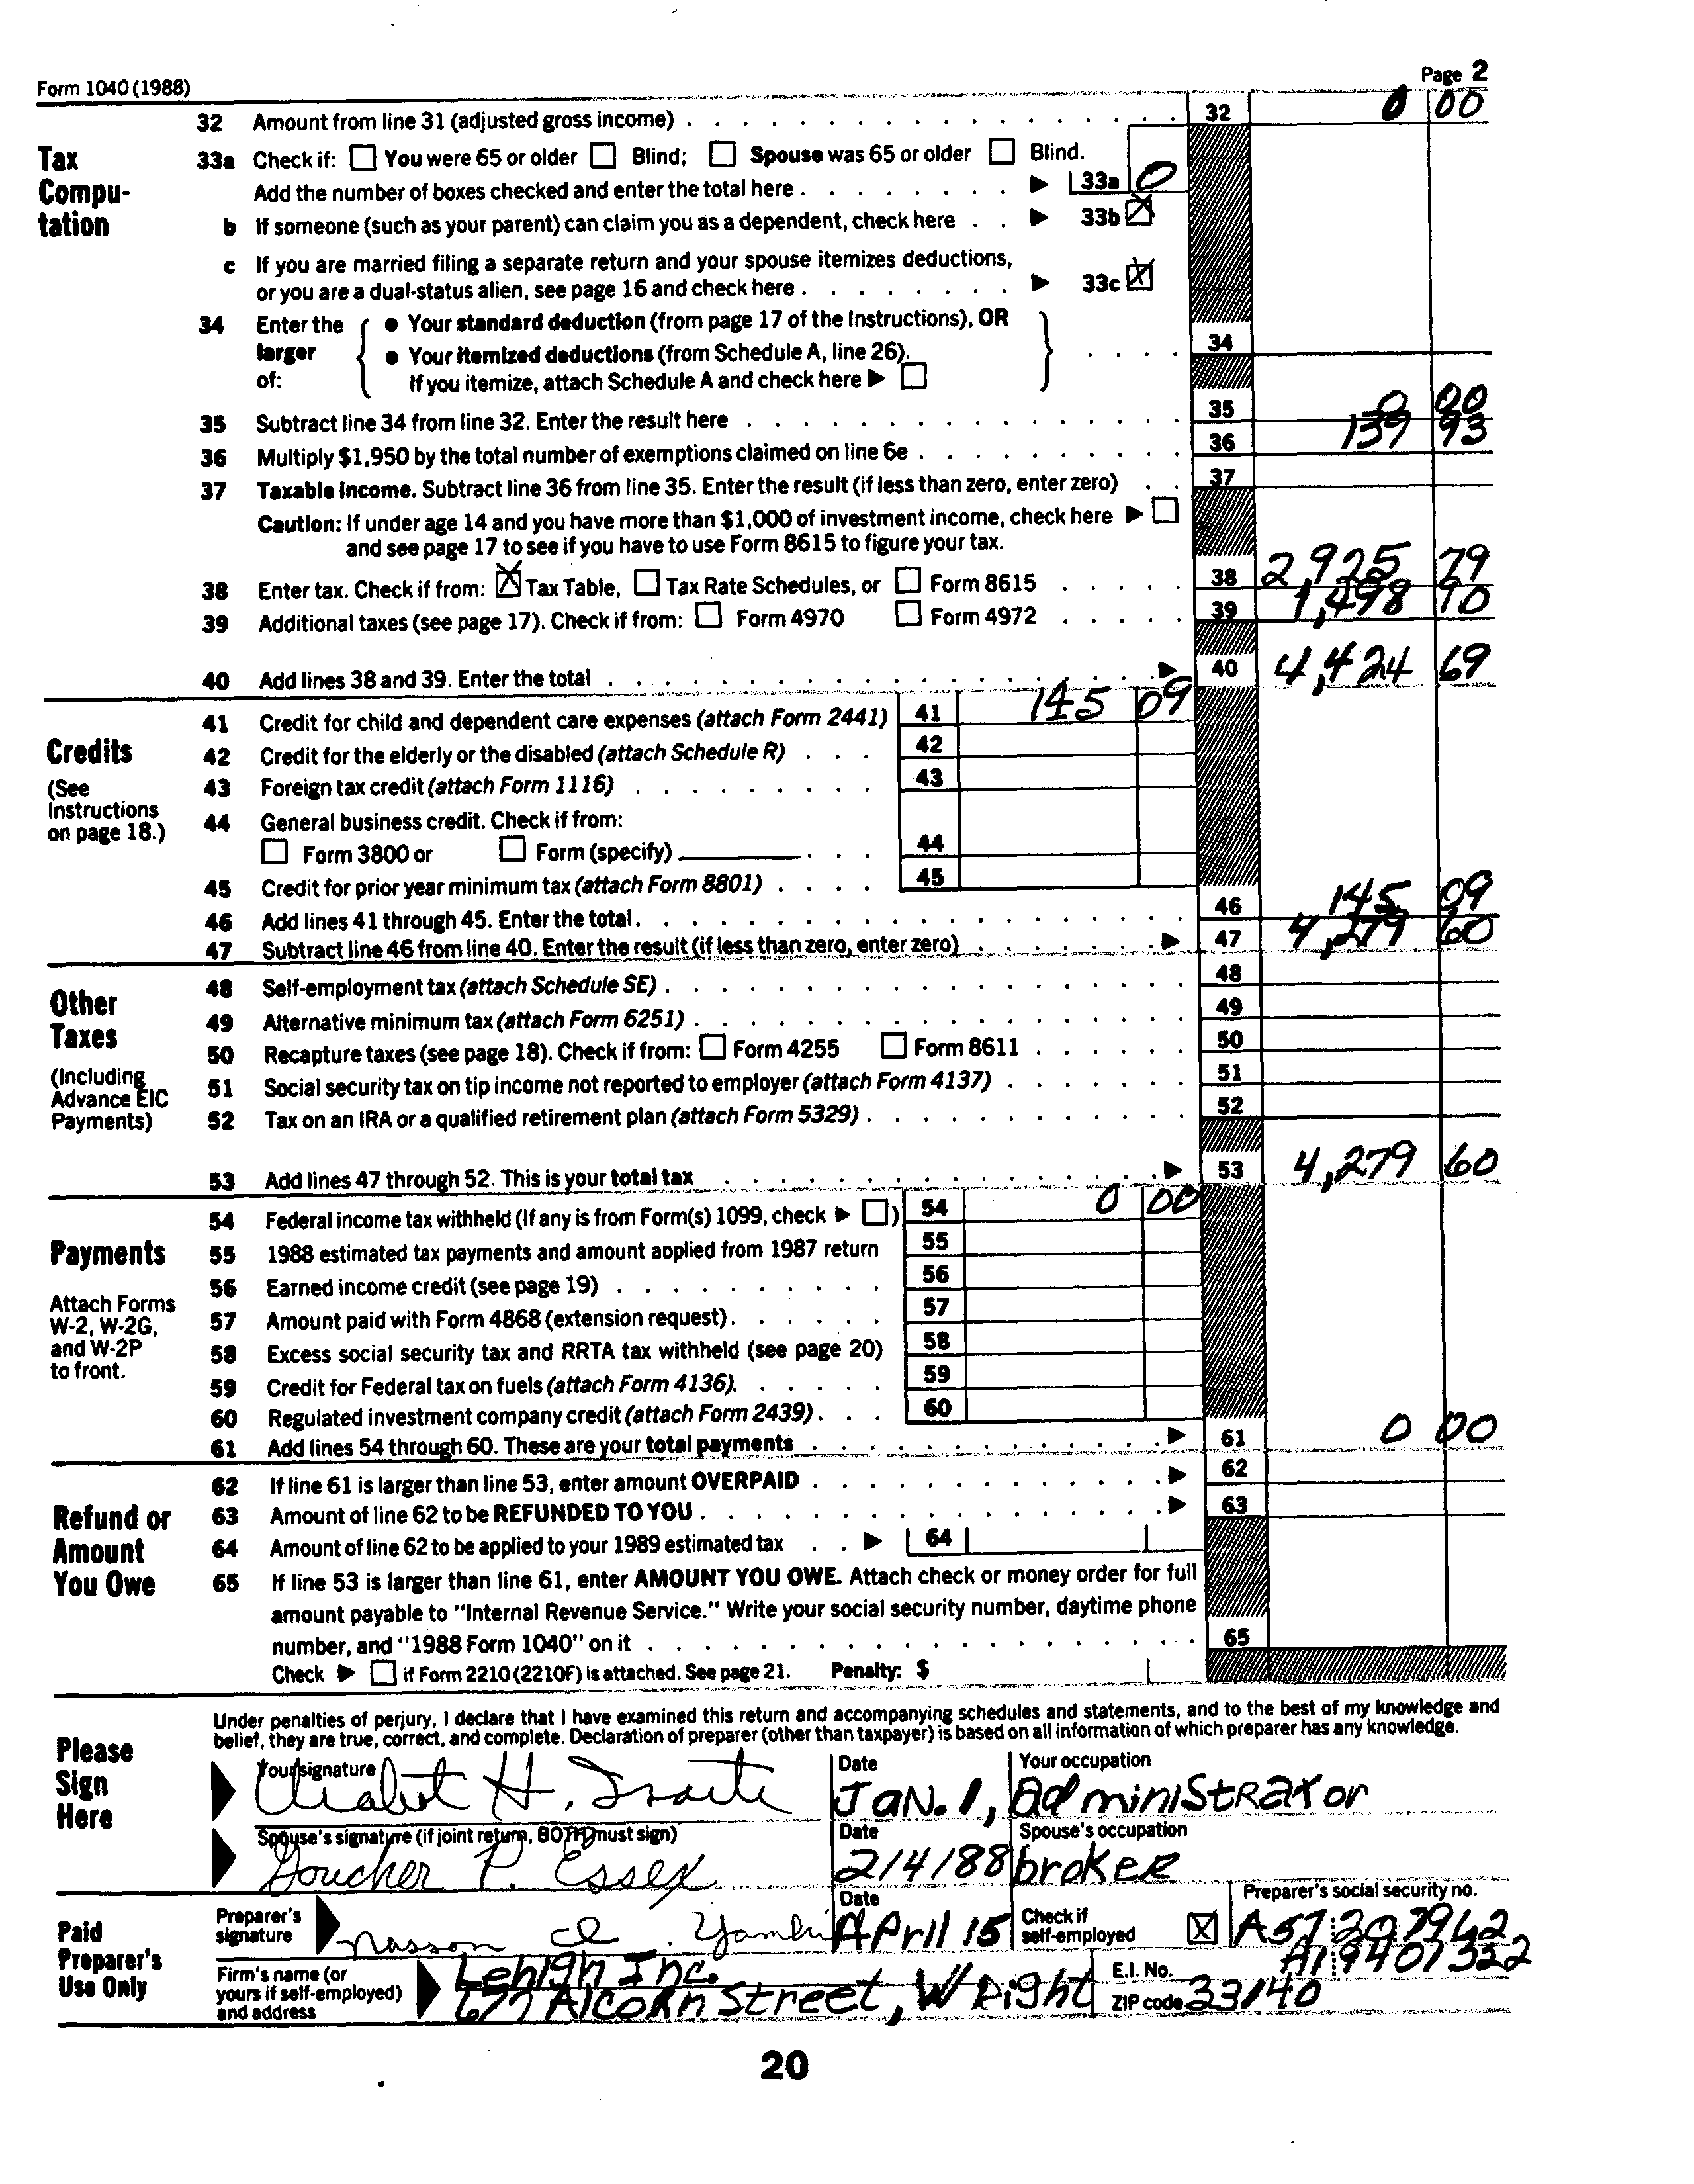 Form 1040 (1988) Page 2
Tax Compu-tation
32 Amount from line 31 (adjusted gross income) 32 0 00
33a Check if: You were 65 or older Blind; Spouse was 65 or older Blind.
Add the number of boxes checked and enter the total here 33a 0
b If someone (such as your parent) can claim you as a dependent, check here 33b X
c If you are married filing a separate return and your spouse itemizes deductions,
or you are a dual-status alien, see page 16 and check here 33c X
34 Enter the larger of: ● Your standard deduction (from page 17 of the Instructions), OR
● Your itemized deductions (from Schedule A, line 26). 34
If you itemize, attach Schedule A and check here
35 Subtract line 34 from line 32. Enter the result here 35 0 00
36 Multiply $1,950 by the total number of exemptions claimed on line 6e 36 139 93
37 Taxable income. Subtract line 36 from line 35. Enter the result (if less than zero, enter zero) 37
Caution: If under age 14 and you have more than $1,000 of investment income, check here
and see page 17 to see if you have to use Form 8615 to figure your tax.
38 Enter tax. Check if from: X Tax Table, Tax Rate Schedules, or Form 8615 38 2,925 79
39 Additional taxes (see page 17). Check if from: Form 4970 Form 4972 39 1,498 90
40 Add lines 38 and 39. Enter the total 40 4,424 69
Credits
(See Instructions on page 18.)
41 Credit for child and dependent care expenses (attach Form 2441) 41 145 09
42 Credit for the elderly or the disabled (attach Schedule R) 42
43 Foreign tax credit (attach Form 1116) 43
44 General business credit. Check if from:
Form 3800 or Form (specify) 44
45 Credit for prior year minimum tax (attach Form 8801) 45
46 Add lines 41 through 45. Enter the total 46 145 09
47 Subtract line 46 from line 40. Enter the result (if less than zero, enter zero) 47 4,279 60
Other Taxes
(Including Advance EIC Payments)
48 Self-employment tax (attach Schedule SE) 48
49 Alternative minimum tax (attach Form 6251) 49
50 Recapture taxes (see page 18). Check if from: Form 4255 Form 8611 50
51 Social security tax on tip income not reported to employer (attach Form 4137) 51
52 Tax on an IRA or a qualified retirement plan (attach Form 5329) 52
53 Add lines 47 through 52. This is your total tax 53 4,279 60
Payments
Attach Forms W-2, W-2G, and W-2P to front.
54 Federal income tax withheld (If any is from Form(s) 1099, check ) 54 0 00
55 1988 estimated tax payments and amount applied from 1987 return 55
56 Earned income credit (see page 19) 56
57 Amount paid with Form 4868 (extension request) 57
58 Excess social security tax and RRTA tax withheld (see page 20) 58
59 Credit for Federal tax on fuels (attach Form 4136). 59
60 Regulated investment company credit (attach Form 2439) 60
61 Add lines 54 through 60. These are your total payments 61 0 00
Refund or Amount You Owe
62 If line 61 is larger than line 53, enter amount OVERPAID 62
63 Amount of line 62 to be REFUNDED TO YOU 63
64 Amount of line 62 to be applied to your 1989 estimated tax 64
65 If line 53 is larger than line 61, enter AMOUNT YOU OWE. Attach check or money order for full
amount payable to "Internal Revenue Service." Write your social security number, daytime phone
number, and "1988 Form 1040" on it 65
Check if Form 2210 (2210F) is attached. See page 21. Penalty: $
Please Sign Here
Under penalties of perjury, I declare that I have examined this return and accompanying schedules and statements, and to the best of my knowledge and
belief, they are true, correct, and complete. Declaration of preparer (other than taxpayer) is based on all information of which preparer has any knowledge.
Your signature Date Your occupation
H. JaN. 1, administrator
Spouse's signature (if joint return, BOTH must sign) Date Spouse's occupation
Goucher P. Essex 2/4/88 broker
Paid Preparer's Use Only
Preparer's signature Date Check if self-employed X Preparer's social security no.
Nasson April 15 A57 207962
Firm's name (or yours if self-employed) and address Lehigh Inc. E.I. No. A1 9401322
677 Alcorn Street, Wright ZIP code 33140
20